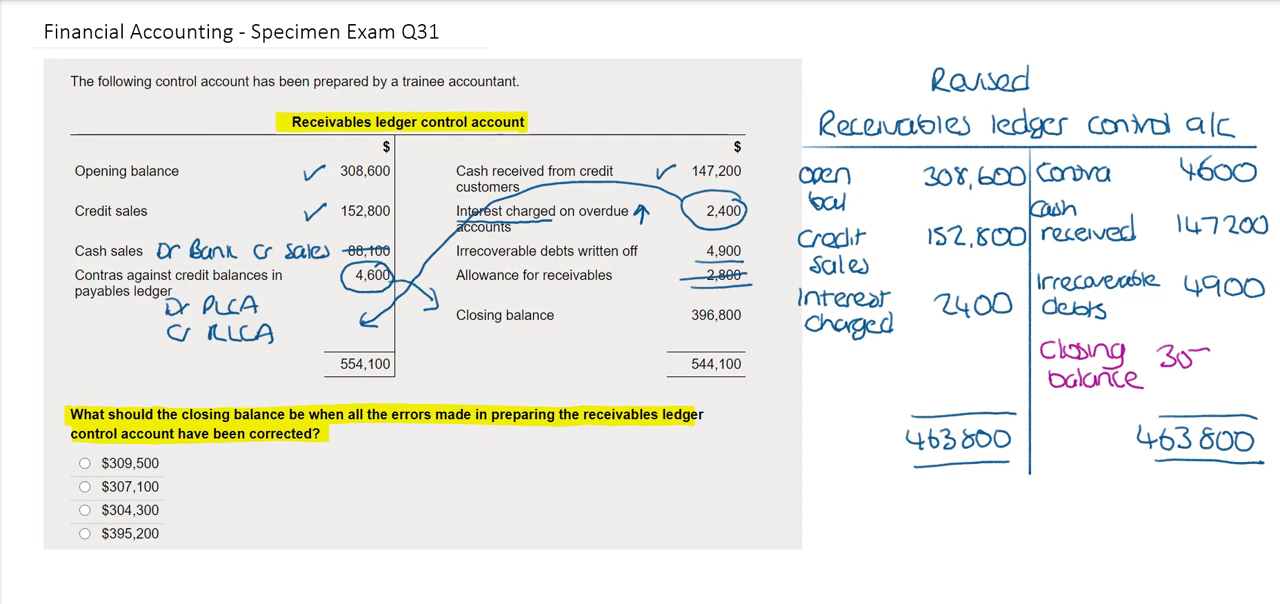 Financial Accounting - Specimen Exam Q31
The following control account has been prepared by a trainee accountant.
Receivables ledger control account
$ $
Opening balance 308,600 Cash received from credit 147,200
customers
Credit sales 152,800 Interest charged on overdue 2,400
accounts
Cash sales Dr Bank Cr Sales 88,100 Irrecoverable debts written off 4,900
Contras against credit balances in 4,600 Allowance for receivables 2,800
payables ledger
Dr PLCA
Cr RLCA
Closing balance 396,800
554,100 544,100
What should the closing balance be when all the errors made in preparing the receivables ledger
control account have been corrected?
$309,500
$307,100
$304,300
$395,200
Revised
Receivables ledger control a/c
Open 308,600 Contra 4600
bal Cash
Credit 152,800 received 147200
Sales
Interest 2400 Irrecoverable 4900
charged debts
Closing 305
balance
463800 463800